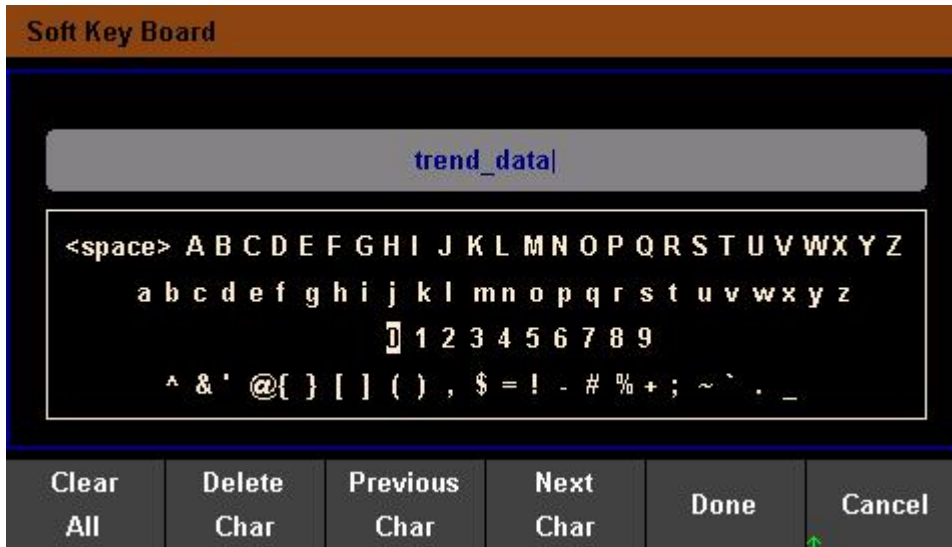 Soft Key Board
trend_data
<space> A B C D E F G H I J K L M N O P Q R S T U V W X Y Z
a b c d e f g h i j k l m n o p q r s t u v w x y z
0 1 2 3 4 5 6 7 8 9
^ & ' @ { } [ ] ( ) , $ = ! - # % + ; ~ ` . _
Clear All
Delete Char
Previous Char
Next Char
Done
Cancel